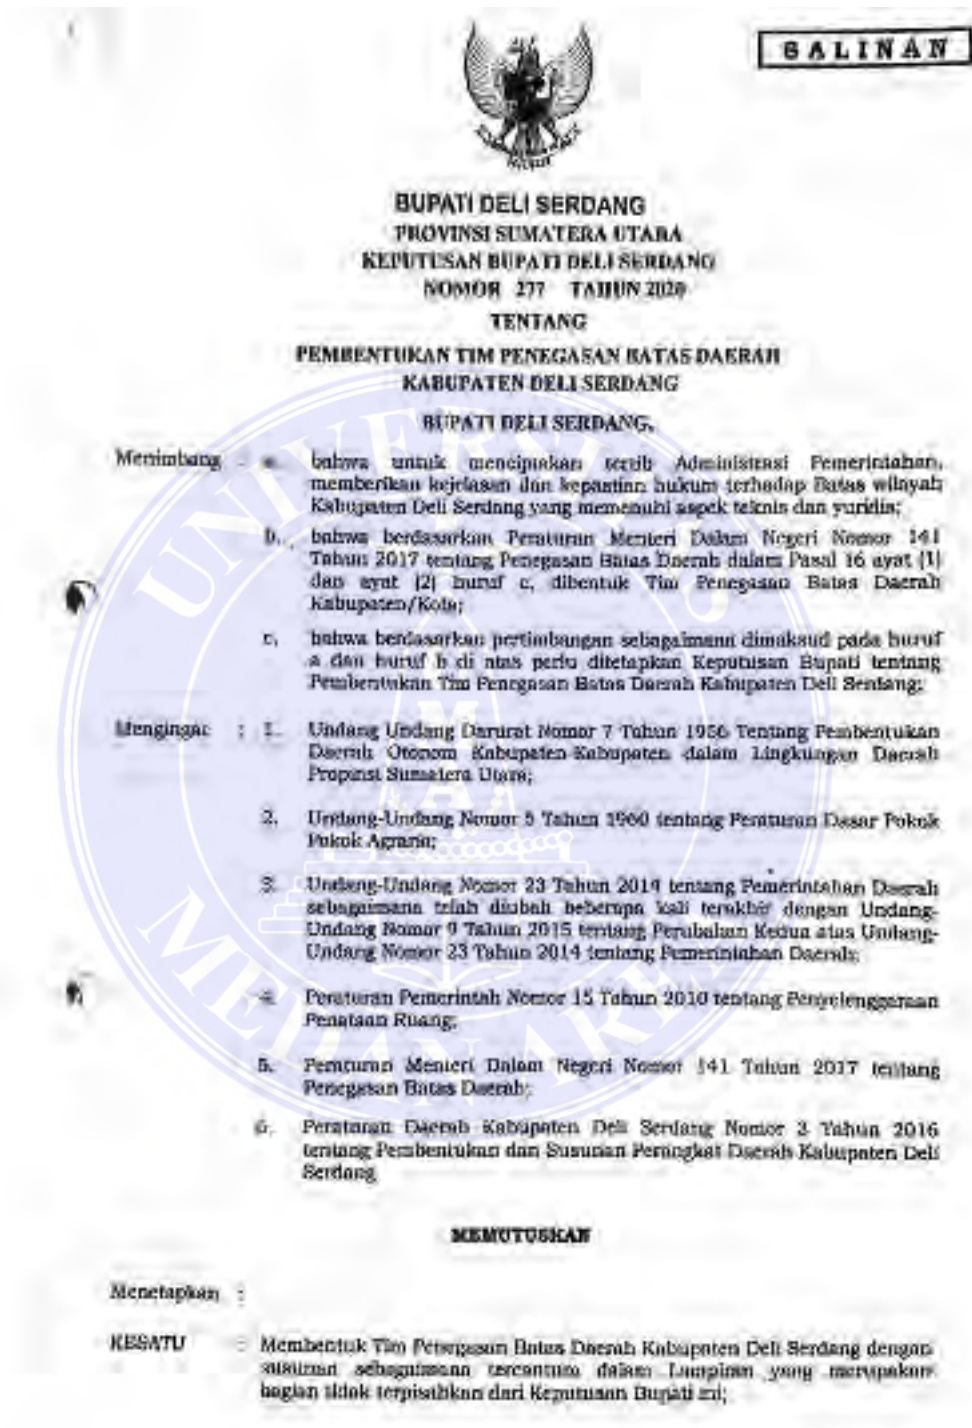 SALINAN
BUPATI DELI SERDANG
PROVINSI SUMATERA UTARA
KEPUTUSAN BUPATI DELI SERDANG
NOMOR 277 TAHUN 2020
TENTANG
PEMBENTUKAN TIM PENEGASAN BATAS DAERAH
KABUPATEN DELI SERDANG
BUPATI DELI SERDANG,
Menimbang : a. bahwa untuk menciptakan tertib Administrasi Pemerintahan,
memberikan kejelasan dan kepastian hukum terhadap Batas wilayah
Kabupaten Deli Serdang yang memenuhi aspek teknis dan yuridis;
b. bahwa berdasarkan Peraturan Menteri Dalam Negeri Nomor 141
Tahun 2017 tentang Penegasan Batas Daerah dalam Pasal 16 ayat (1)
dan ayat (2) huruf c, dibentuk Tim Penegasan Batas Daerah
Kabupaten/Kota;
c. bahwa berdasarkan pertimbangan sebagaimana dimaksud pada huruf
a dan huruf b di atas perlu ditetapkan Keputusan Bupati tentang
Pembentukan Tim Penegasan Batas Daerah Kabupaten Deli Serdang;
Mengingat : 1. Undang Undang Darurat Nomor 7 Tahun 1956 Tentang Pembentukan
Daerah Otonom Kabupaten-Kabupaten dalam Lingkungan Daerah
Propinsi Sumatera Utara;
2. Undang-Undang Nomor 5 Tahun 1960 tentang Peraturan Dasar Pokok
Pokok Agraria;
3. Undang-Undang Nomor 23 Tahun 2014 tentang Pemerintahan Daerah
sebagaimana telah diubah beberapa kali terakhir dengan Undang-
Undang Nomor 9 Tahun 2015 tentang Perubahan Kedua atas Undang-
Undang Nomor 23 Tahun 2014 tentang Pemerintahan Daerah;
4. Peraturan Pemerintah Nomor 15 Tahun 2010 tentang Penyelenggaraan
Penataan Ruang;
5. Peraturan Menteri Dalam Negeri Nomor 141 Tahun 2017 tentang
Penegasan Batas Daerah;
6. Peraturan Daerah Kabupaten Deli Serdang Nomor 3 Tahun 2016
tentang Pembentukan dan Susunan Perangkat Daerah Kabupaten Deli
Serdang
MEMUTUSKAN
Menetapkan :
KESATU : Membentuk Tim Penegasan Batas Daerah Kabupaten Deli Serdang dengan
susunan sebagaimana tercantum dalam Lampiran yang merupakan
bagian tidak terpisahkan dari Keputusan Bupati ini;
UNIVERSITAS
MEDAN AREA